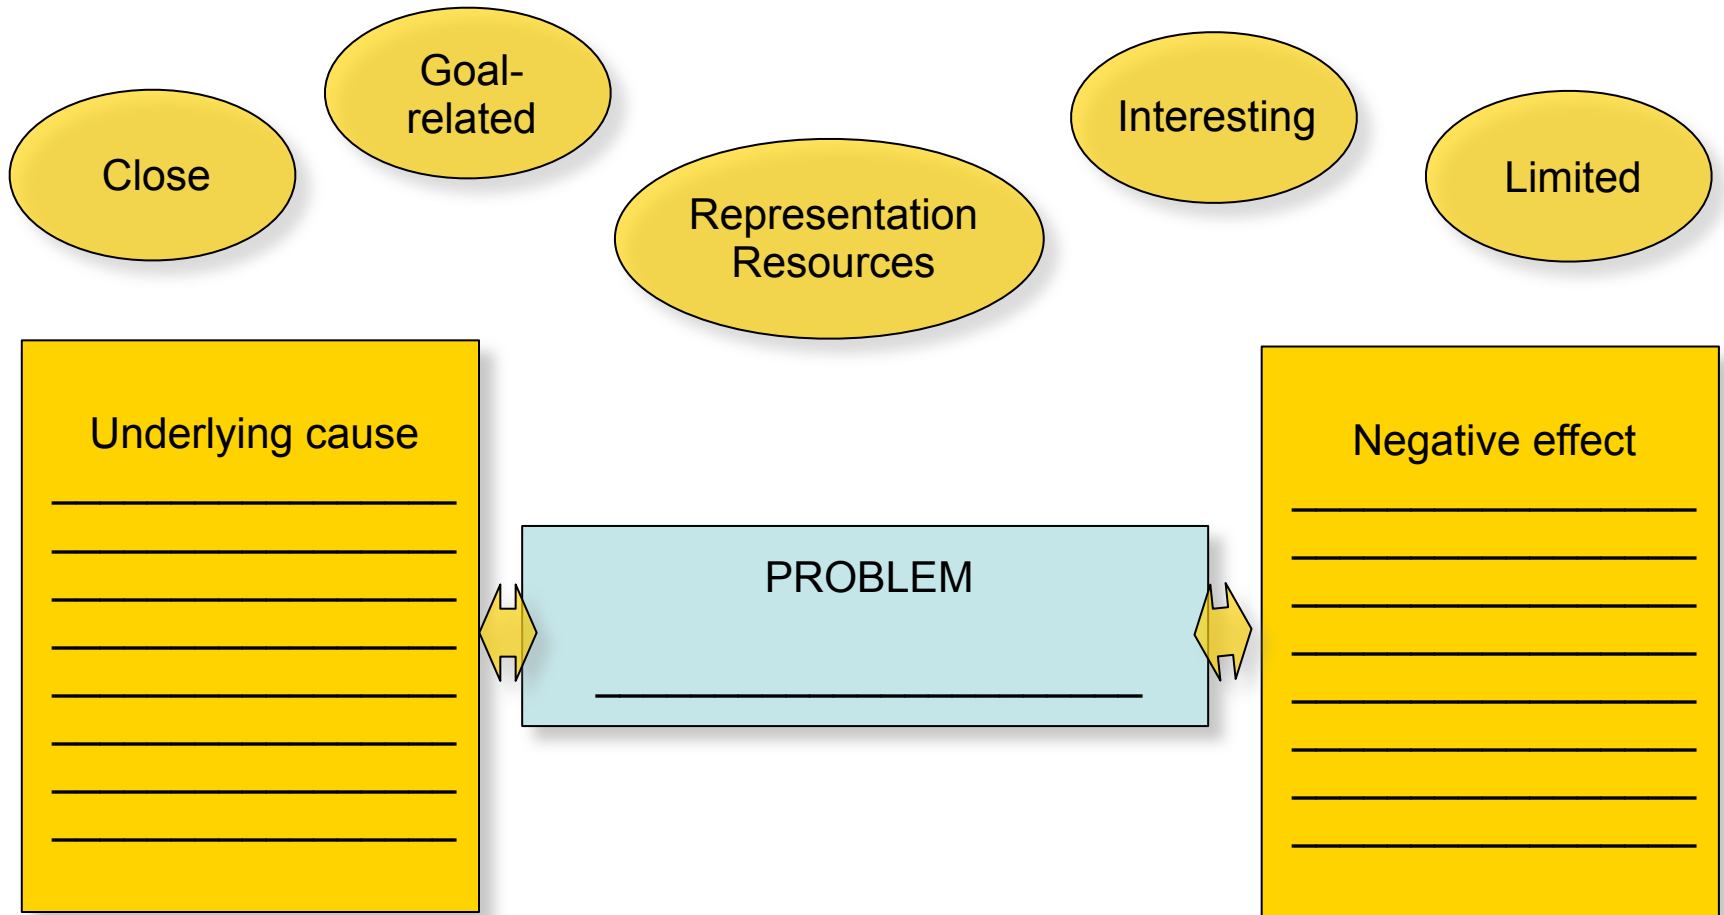 Close
Goal-
related
Representation
Resources
Interesting
Limited
Underlying cause
PROBLEM
Negative effect